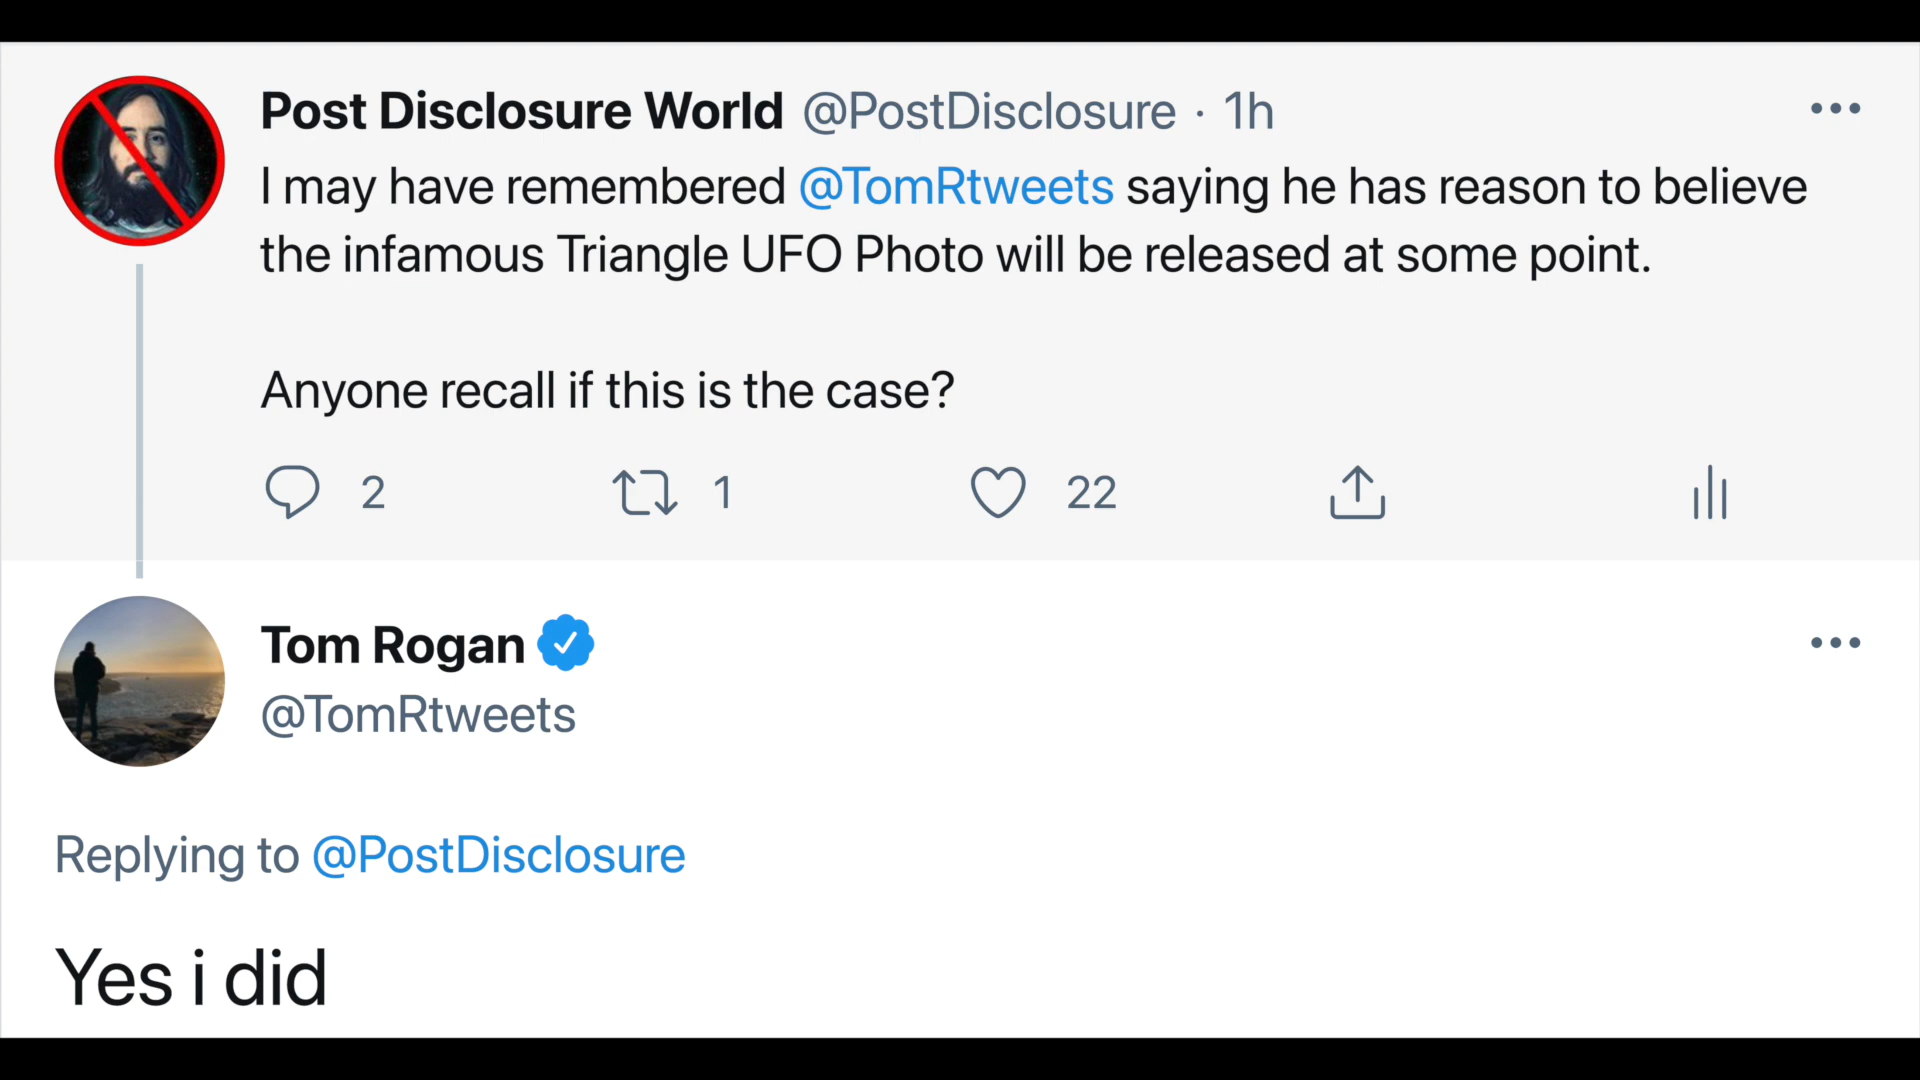 Post Disclosure World @PostDisclosure · 1h
I may have remembered @TomRtweets saying he has reason to believe
the infamous Triangle UFO Photo will be released at some point.
Anyone recall if this is the case?
2 1 22
Tom Rogan
@TomRtweets
Replying to @PostDisclosure
Yes i did